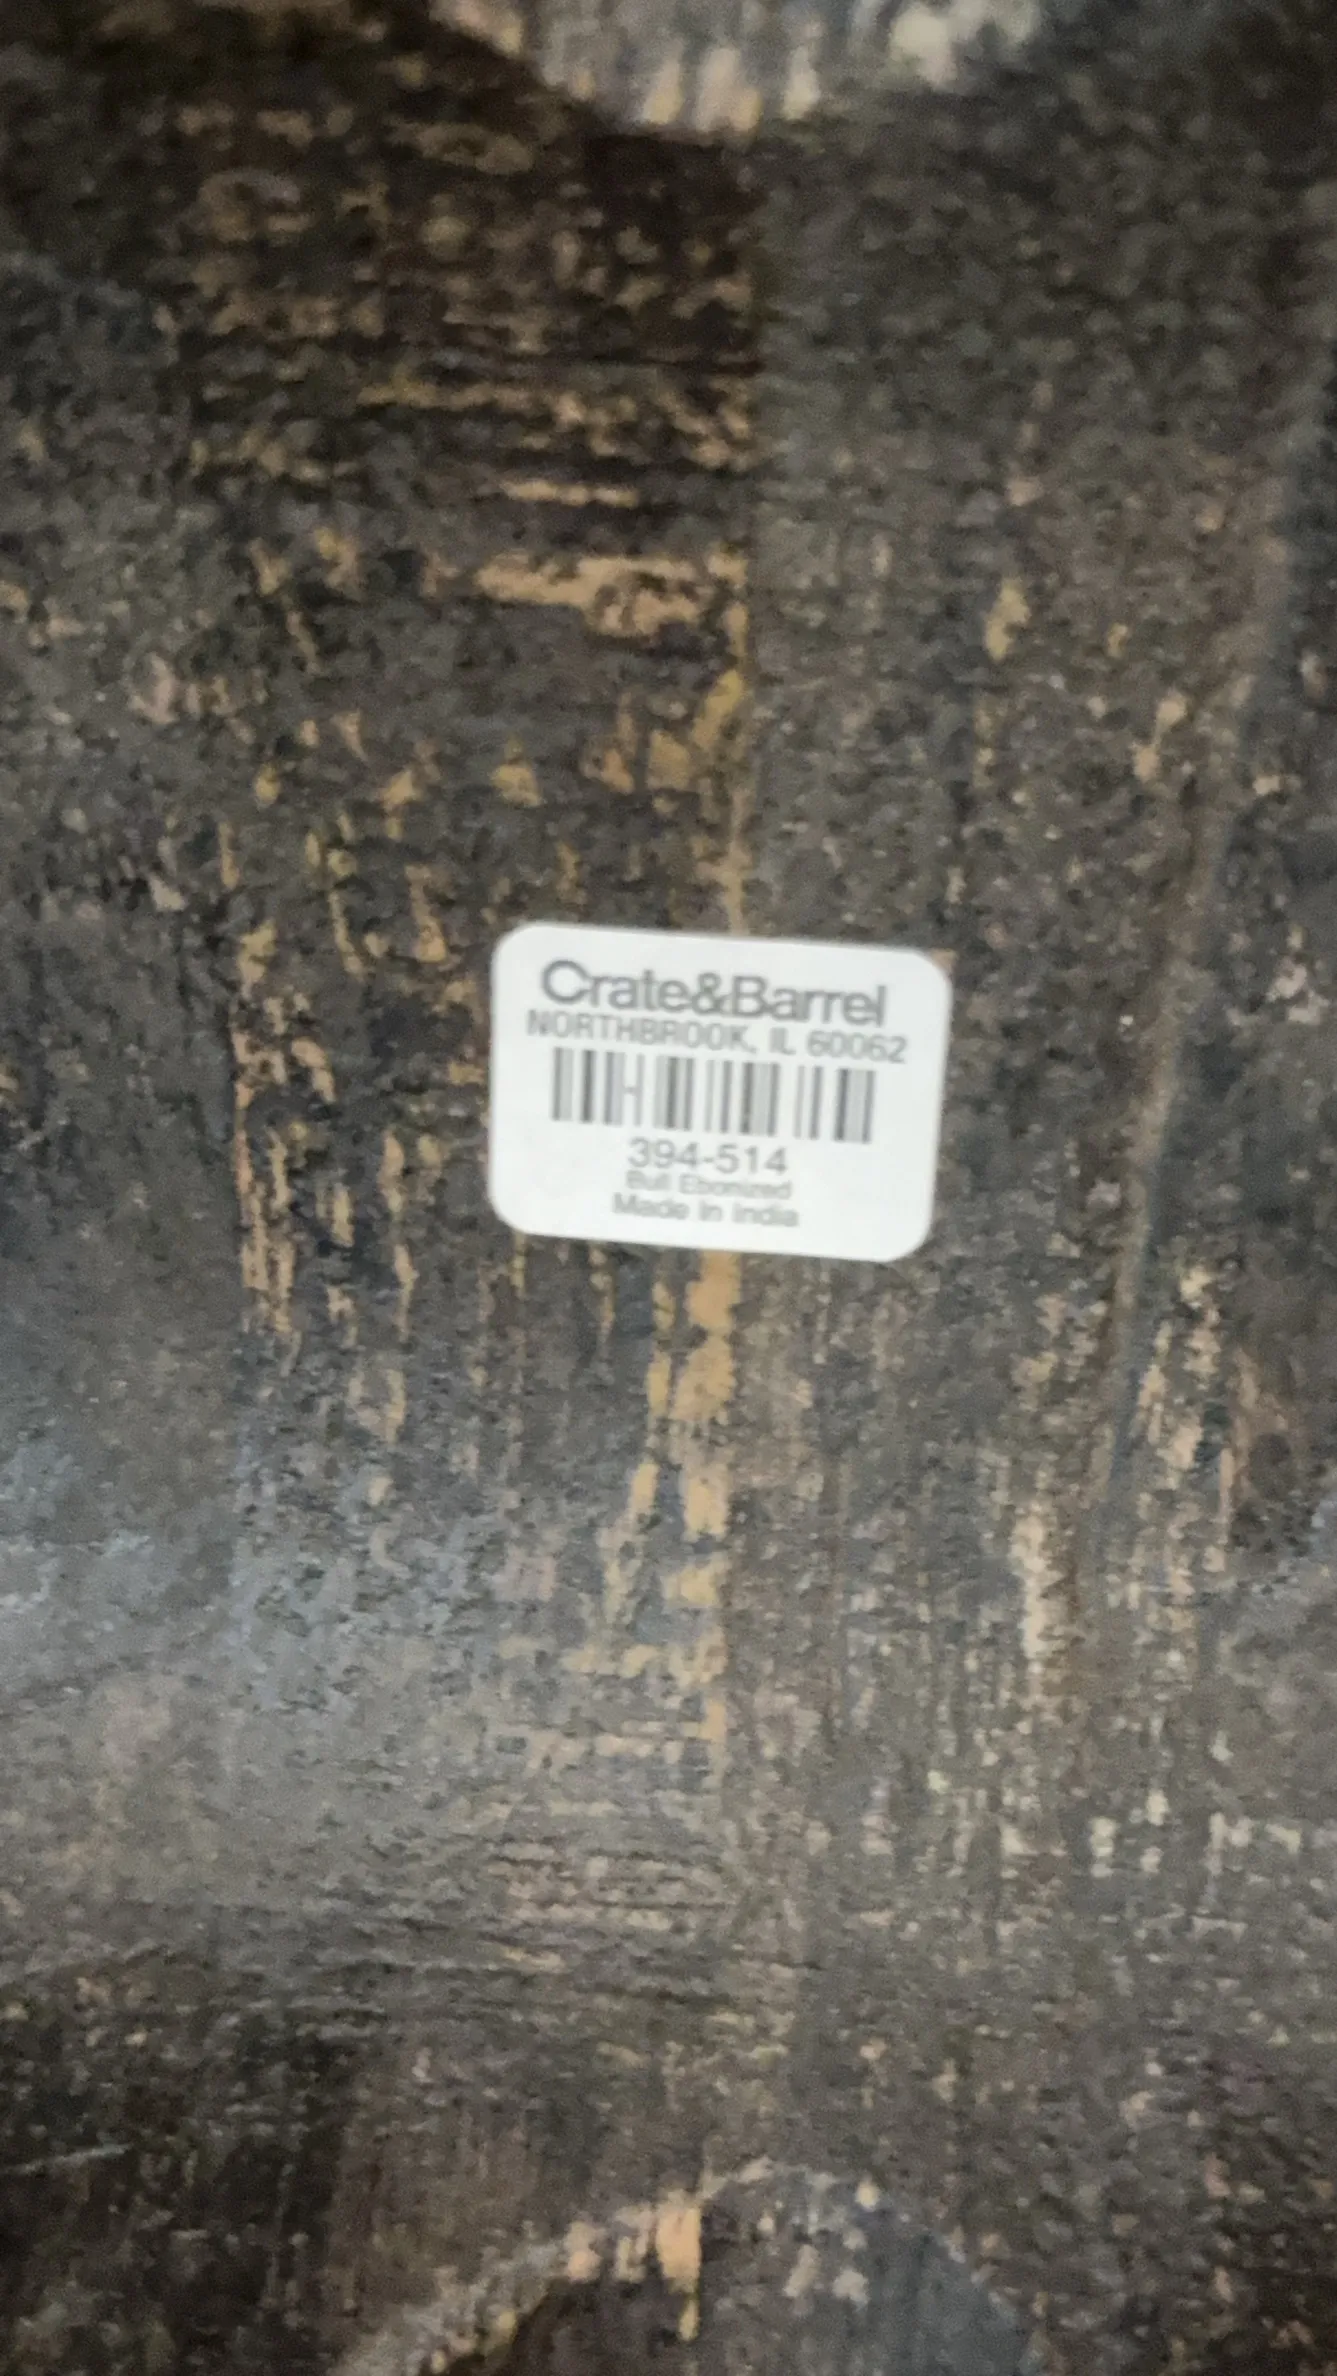 Crate&Barrel
NORTHBROOK, IL 60062
394-514
Bull Ebonized
Made in India